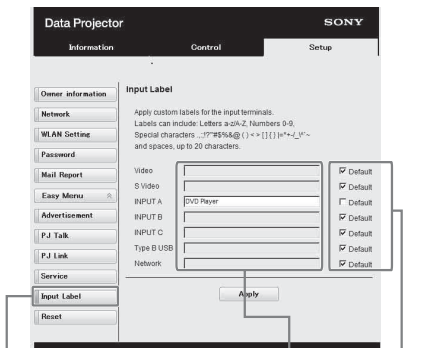 Data Projector
SONY
Information
Control
Setup
Owner information
Network
WLAN Setting
Password
Mail Report
Easy Menu
Advertisement
PJ Talk
PJ Link
Service
Input Label
Reset
Input Label
Apply custom labels for the input terminals.
Labels can include: Letters a-z/A-Z, Numbers 0-9,
Special characters .,:;!?"#$%&@ ( ) < > [ ] { } |=*+-/_\^`~
and spaces, up to 20 characters.
Video Default
S Video Default
INPUT A DVD Player Default
INPUT B Default
INPUT C Default
Type B USB Default
Network Default
Apply